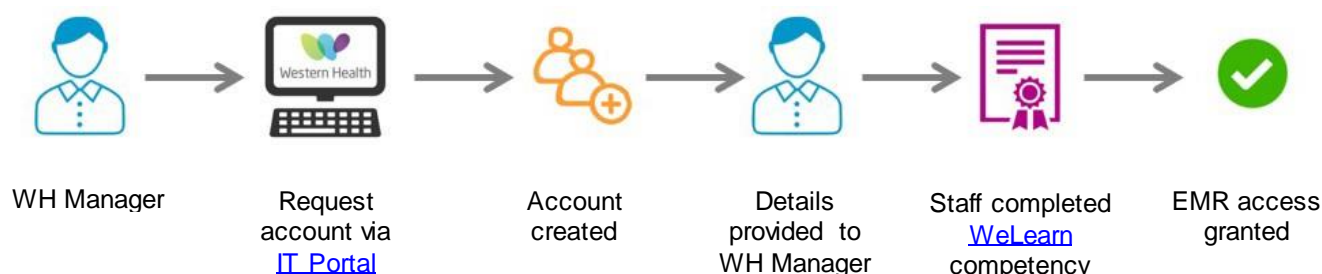 Western Health
WH Manager
Request
account via
IT Portal
Account
created
Details
provided to
WH Manager
Staff completed
WeLearn
competency
EMR access
granted